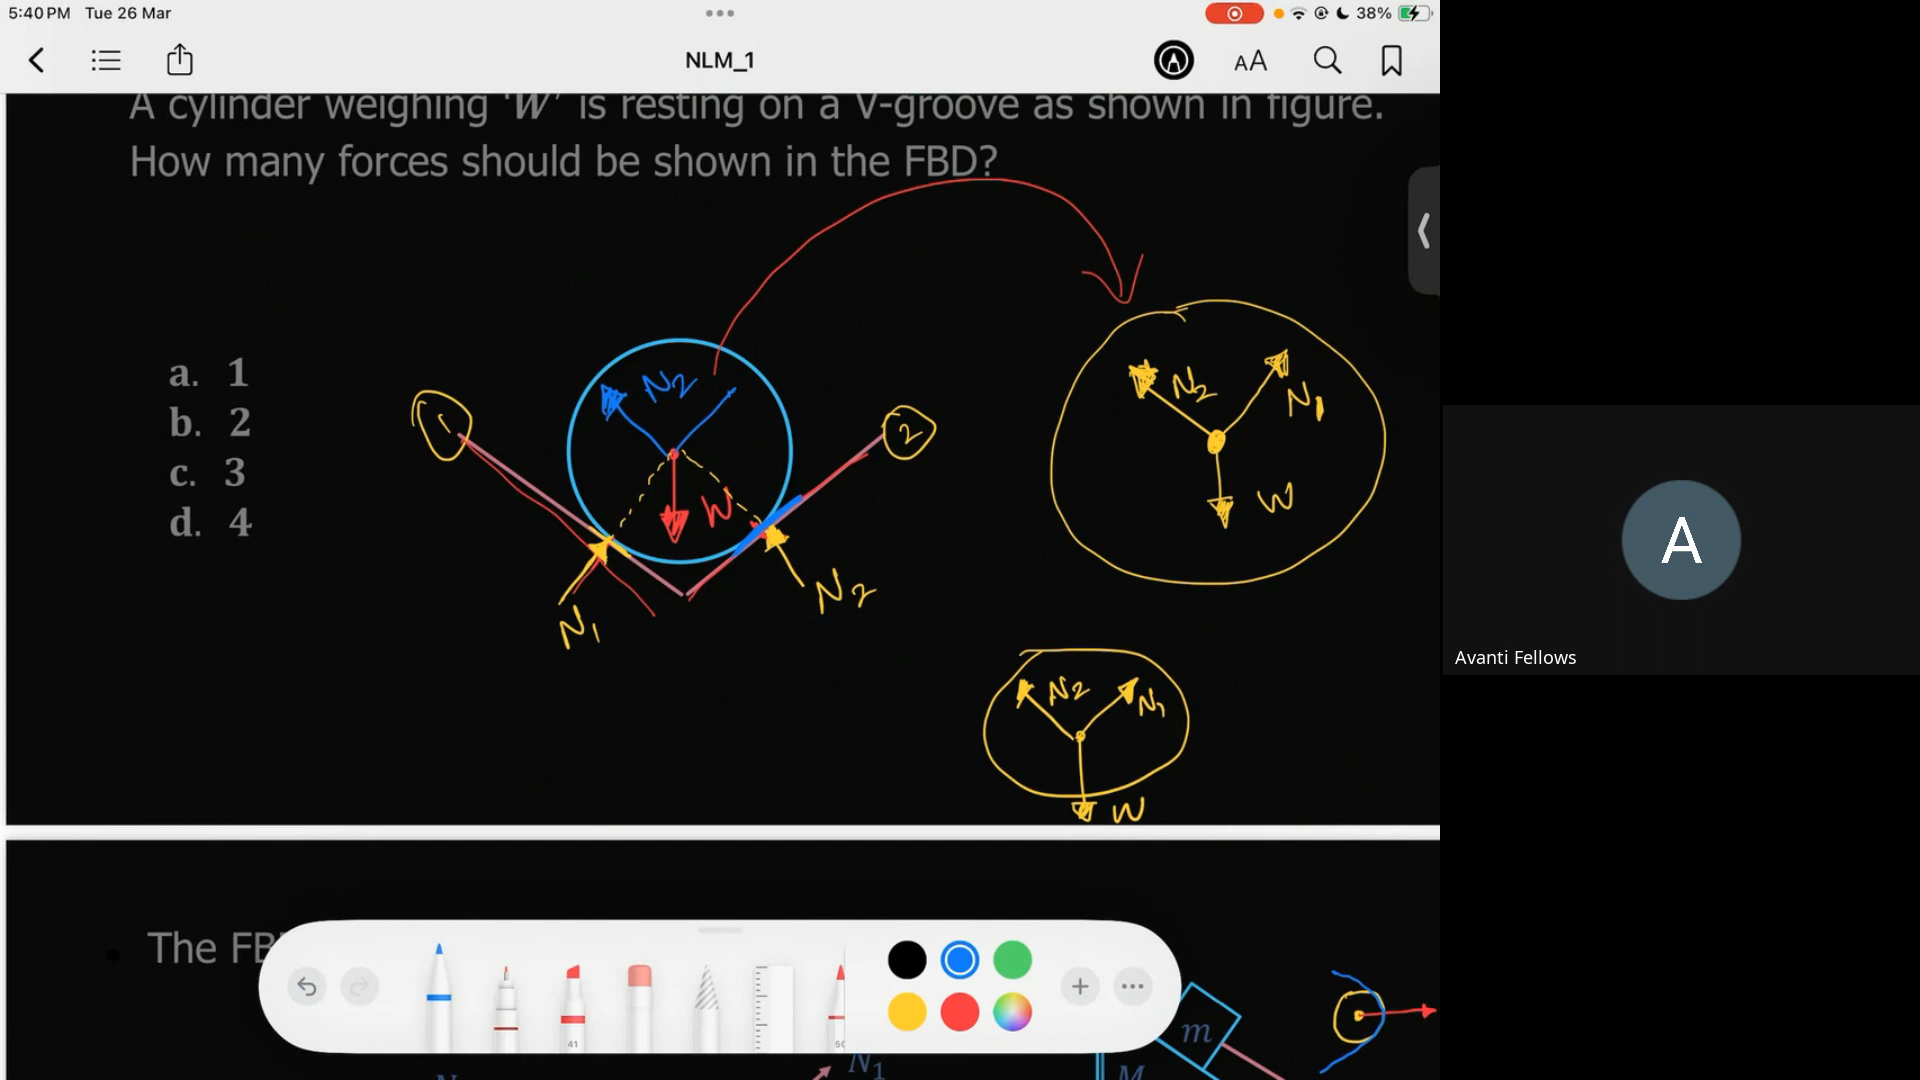 5:40 PM Tue 26 Mar
38%
NLM_1
AA
A cylinder weighing 'W' is resting on a V-groove as shown in figure.
How many forces should be shown in the FBD?
a. 1
b. 2
c. 3
d. 4
1
N2
W
2
N1
N2
N2
N1
W
N2
N1
W
A
Avanti Fellows
The FB
41
50
m
N1
M